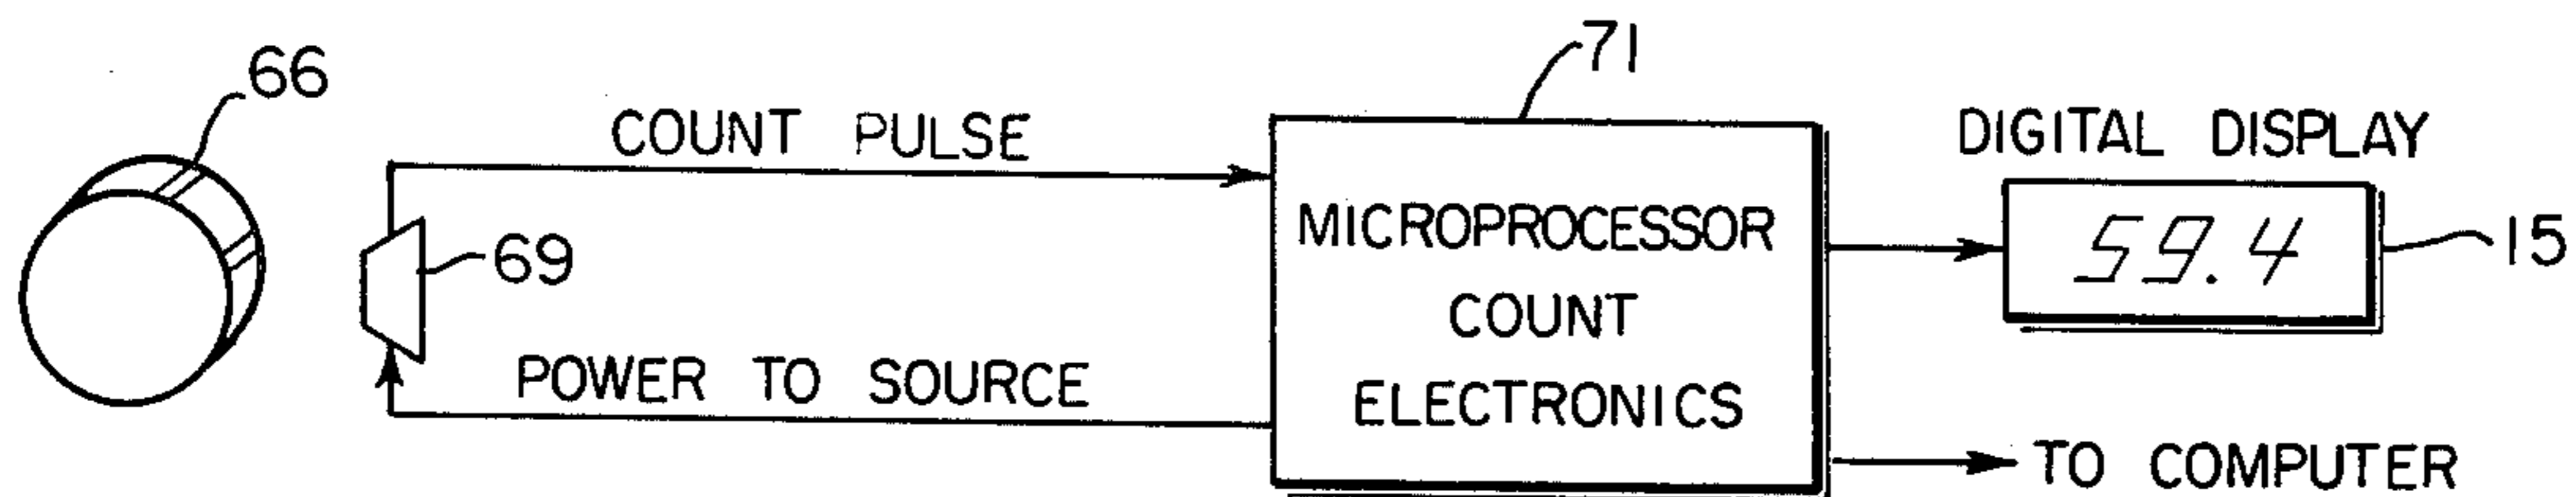 66
COUNT PULSE
69
POWER TO SOURCE
71
MICROPROCESSOR
COUNT
ELECTRONICS
DIGITAL DISPLAY
59.4
15
TO COMPUTER